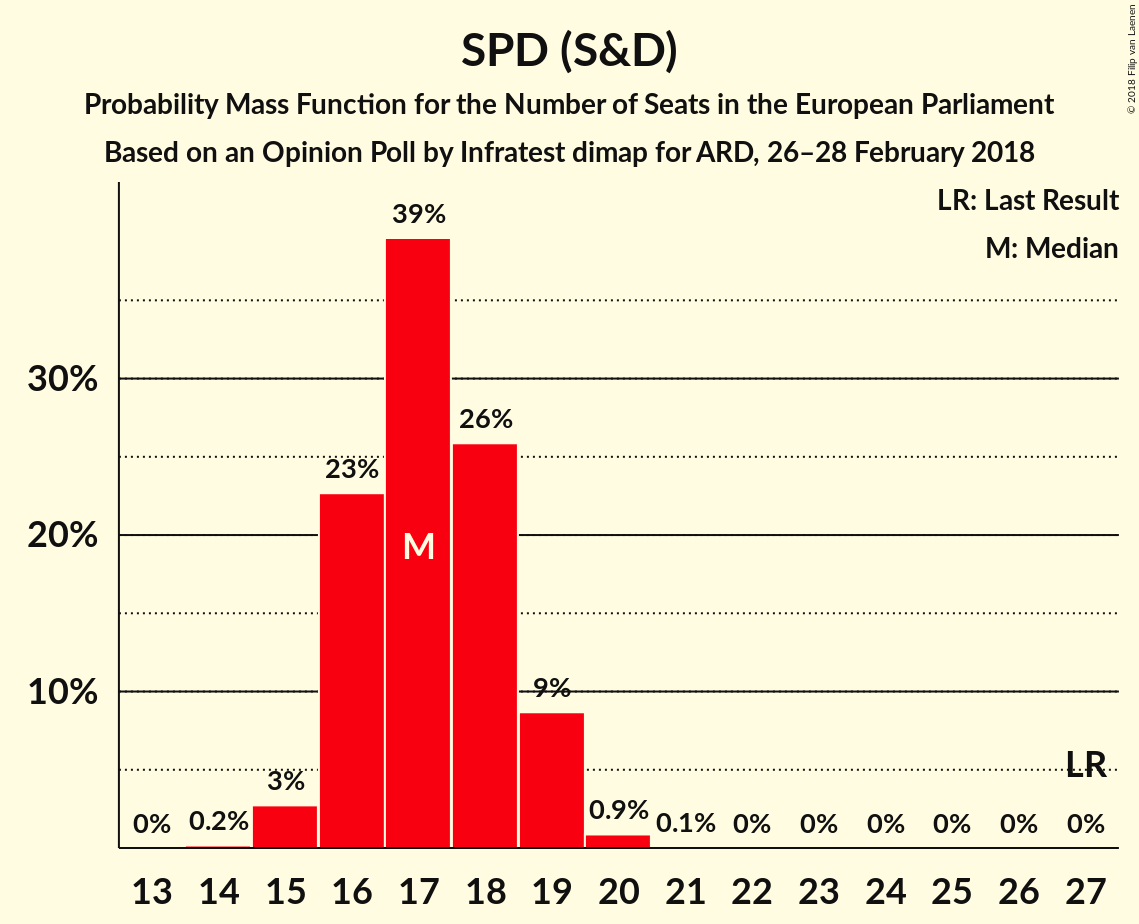 SPD (S&D)
Probability Mass Function for the Number of Seats in the European Parliament
Based on an Opinion Poll by Infratest dimap for ARD, 26–28 February 2018
© 2018 Filip van Laenen
LR: Last Result
M: Median
39%
30%
26%
23%
20%
M
10%
9%
LR
3%
0% 0.2% 0.9% 0.1% 0% 0% 0% 0% 0% 0%
13 14 15 16 17 18 19 20 21 22 23 24 25 26 27